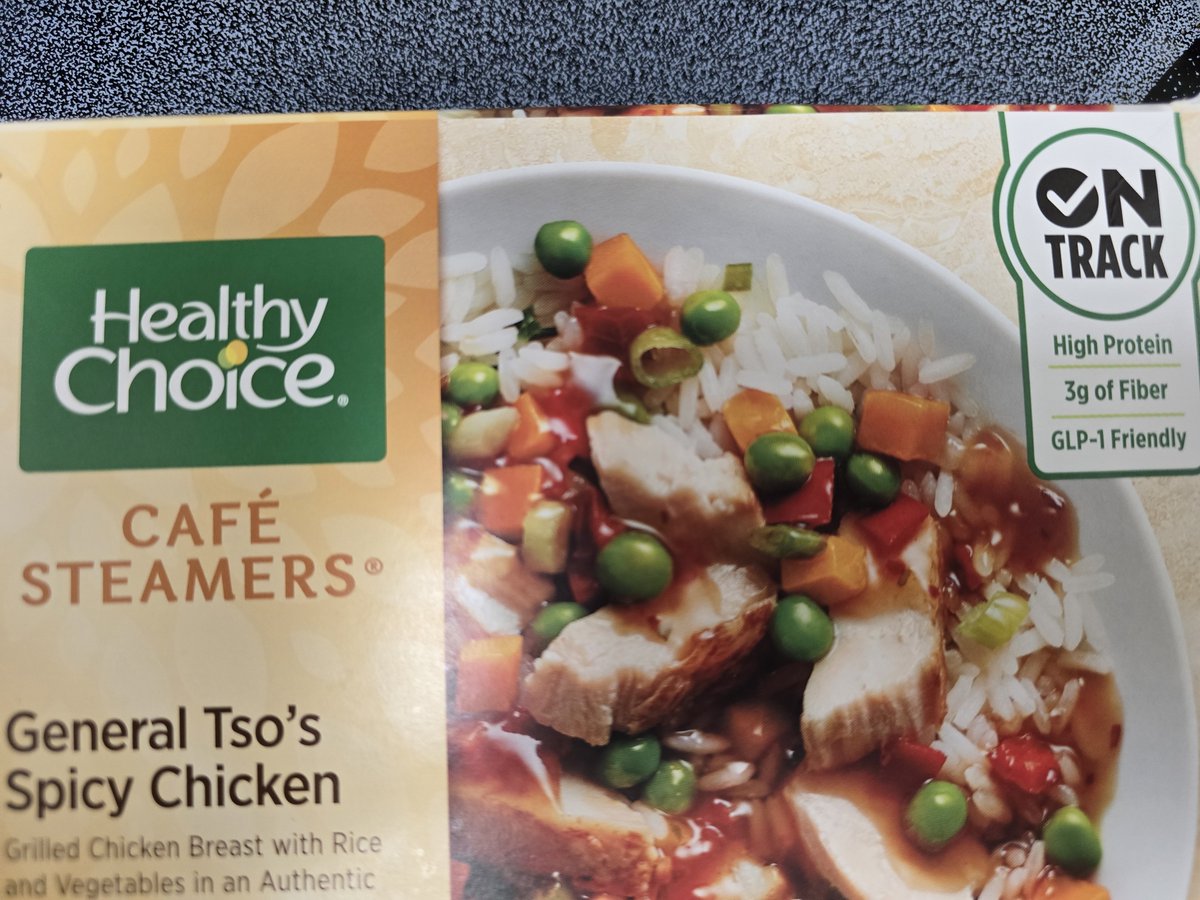 Healthy
Choice®
CAFÉ
STEAMERS®
General Tso's
Spicy Chicken
Grilled Chicken Breast with Rice
and Vegetables in an Authentic
ON
TRACK
High Protein
3g of Fiber
GLP-1 Friendly